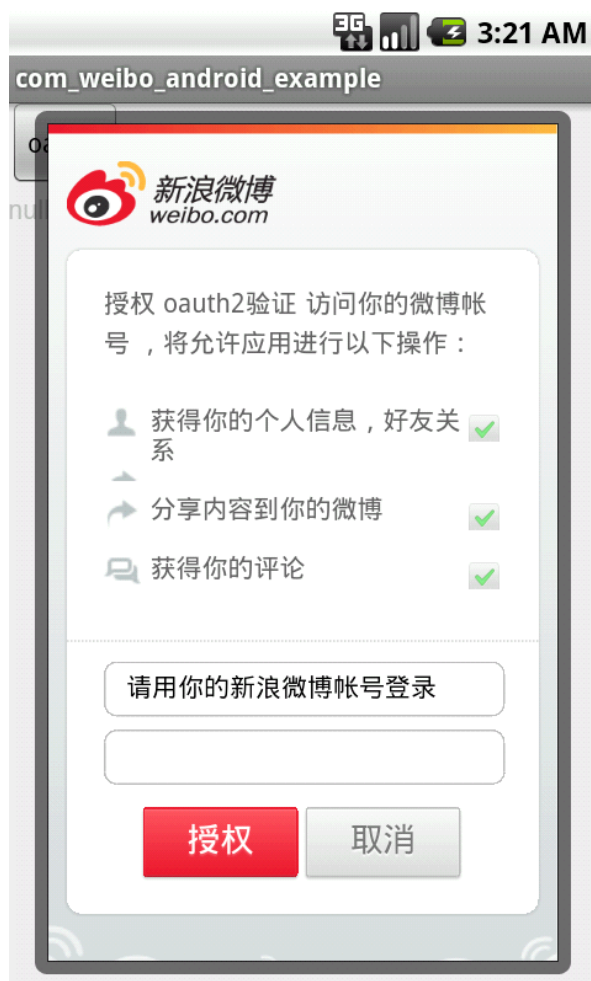 3G 3:21 AM
com_weibo_android_example
oa
null
新浪微博
weibo.com
授权 oauth2验证 访问你的微博帐
号 ，将允许应用进行以下操作：
获得你的个人信息，好友关
系
分享内容到你的微博
获得你的评论
请用你的新浪微博帐号登录
授权 取消